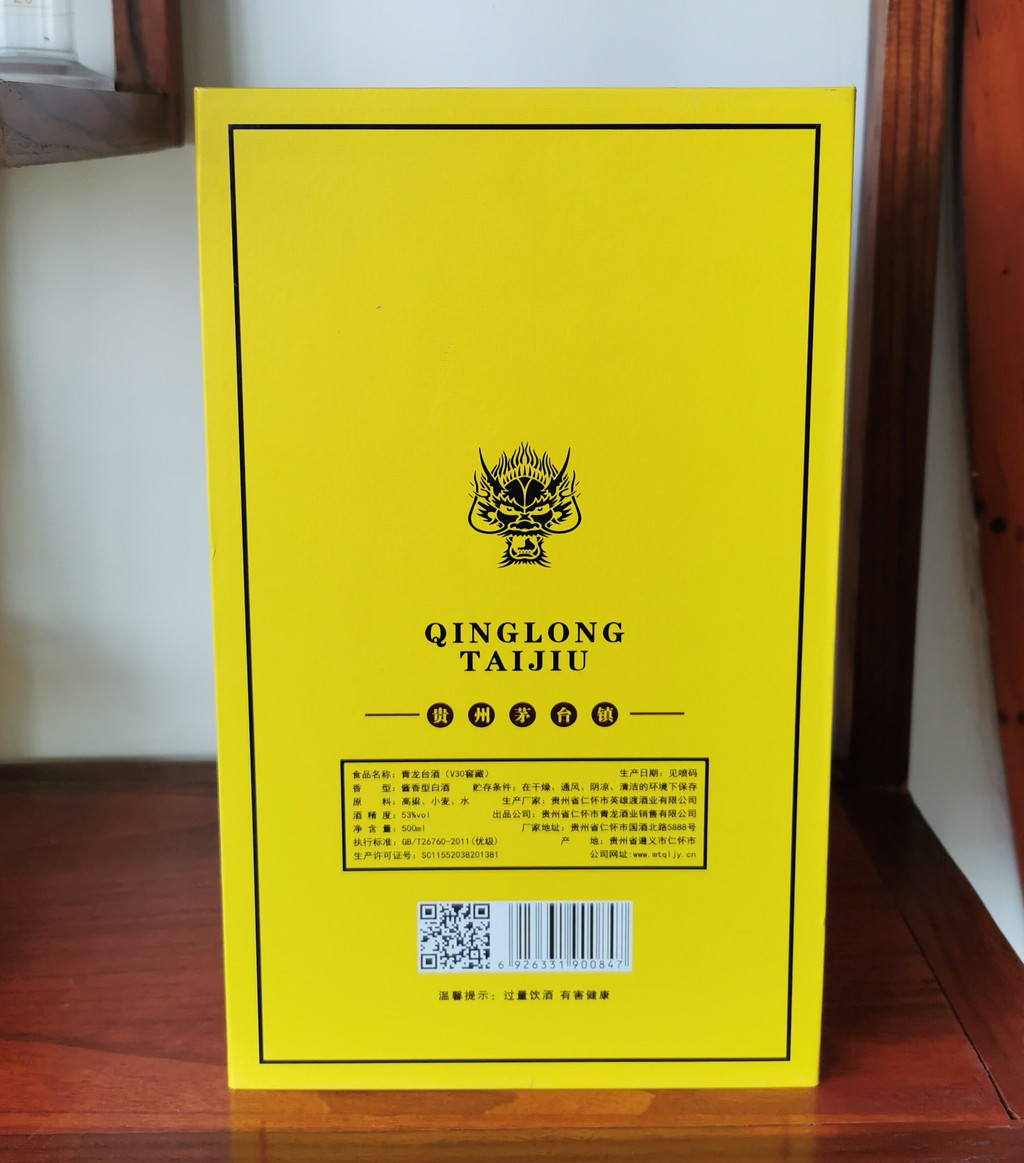 QINGLONG
TAIJIU
贵州茅台镇
食品名称：青龙台酒（V30窖藏） 生产日期：见喷码
香 型：酱香型白酒 贮存条件：在干燥、通风、阴凉、清洁的环境下保存
原 料：高粱、小麦、水 生产厂家：贵州省仁怀市英雄渡酒业有限公司
酒 精 度：53%vol 出品公司：贵州省仁怀市青龙酒业销售有限公司
净 含 量：500ml 厂家地址：贵州省仁怀市国酒北路5888号
执行标准：GB/T26760-2011(优级) 产 地：贵州省遵义市仁怀市
生产许可证号：SC11552038201381 公司网址:www.mtqljy.cn
6 926331 900847
温馨提示：过量饮酒 有害健康